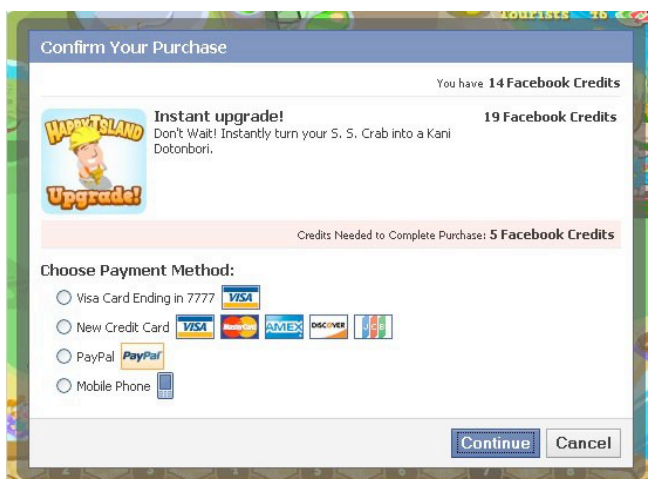 Tourists 76
Confirm Your Purchase
You have 14 Facebook Credits
HAPPY ISLAND
Upgrade!
Instant upgrade!
19 Facebook Credits
Don't Wait! Instantly turn your S. S. Crab into a Kani
Dotonbori.
Credits Needed to Complete Purchase: 5 Facebook Credits
Choose Payment Method:
Visa Card Ending in 7777 VISA
New Credit Card VISA MasterCard AMEX DISCOVER JCB
PayPal PayPal
Mobile Phone
Continue Cancel